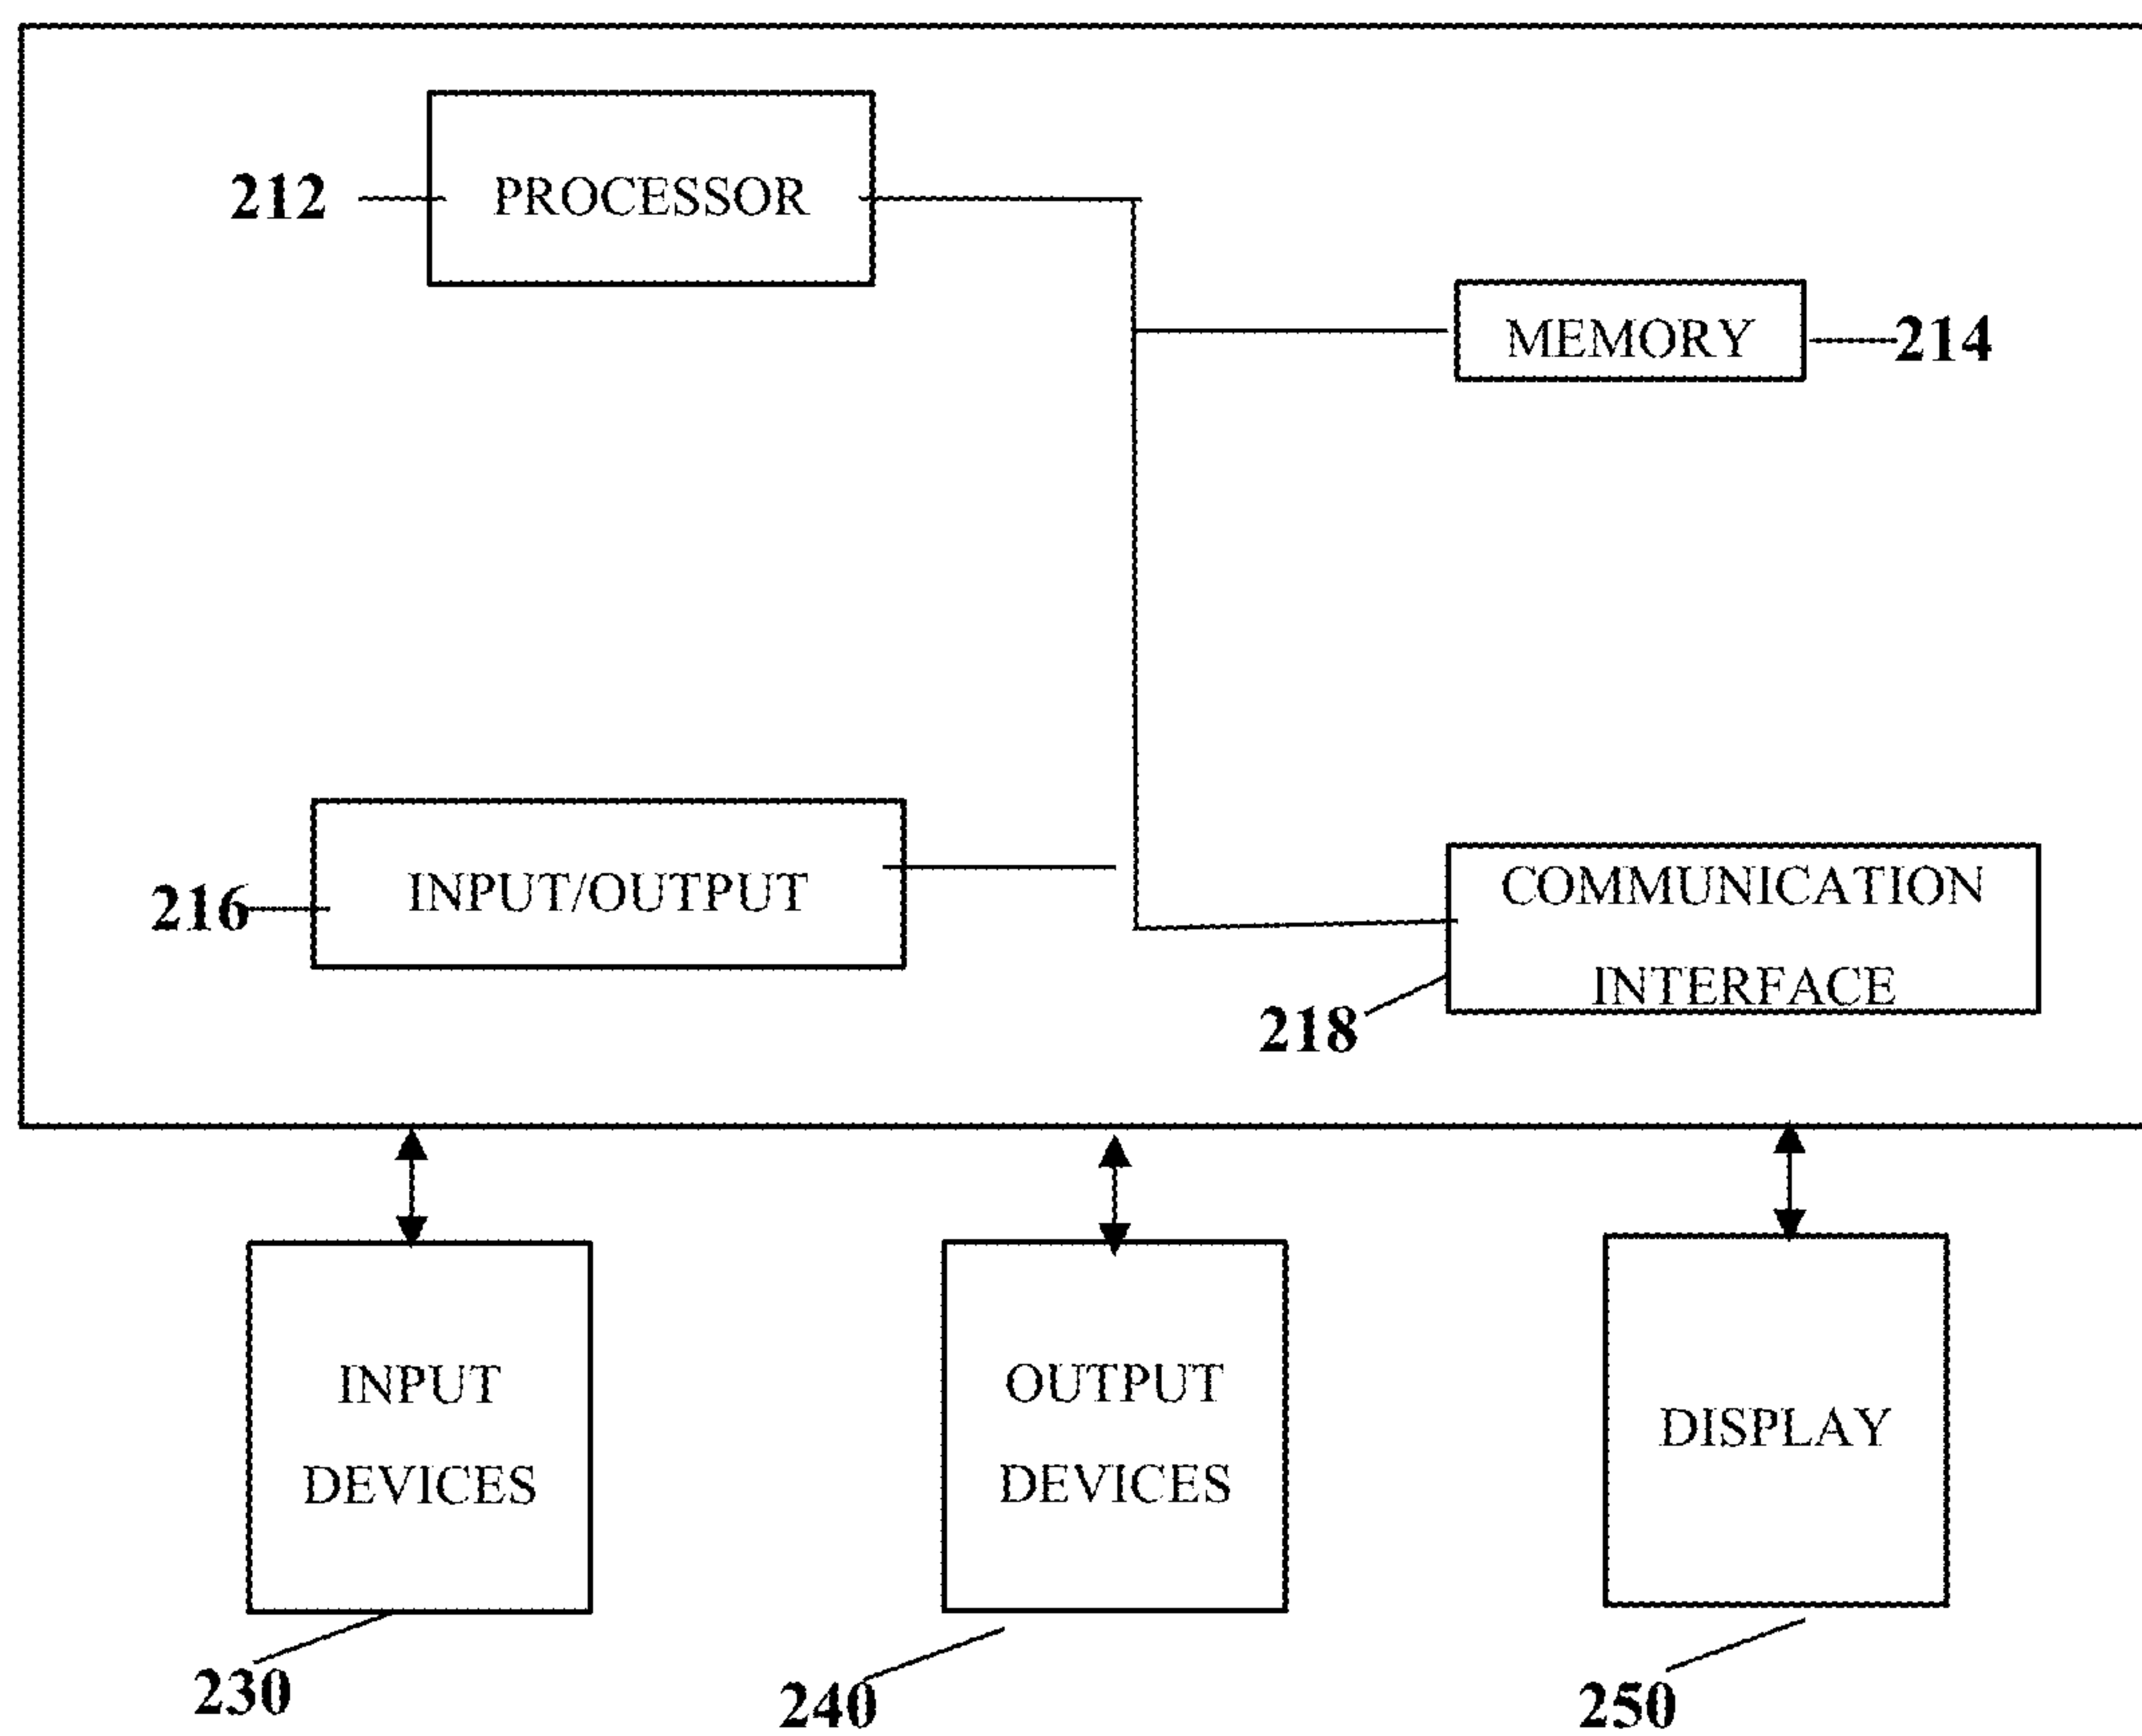 212
PROCESSOR
MEMORY
214
216
INPUT/OUTPUT
COMMUNICATION
INTERFACE
218
INPUT
DEVICES
OUTPUT
DEVICES
DISPLAY
230
240
250